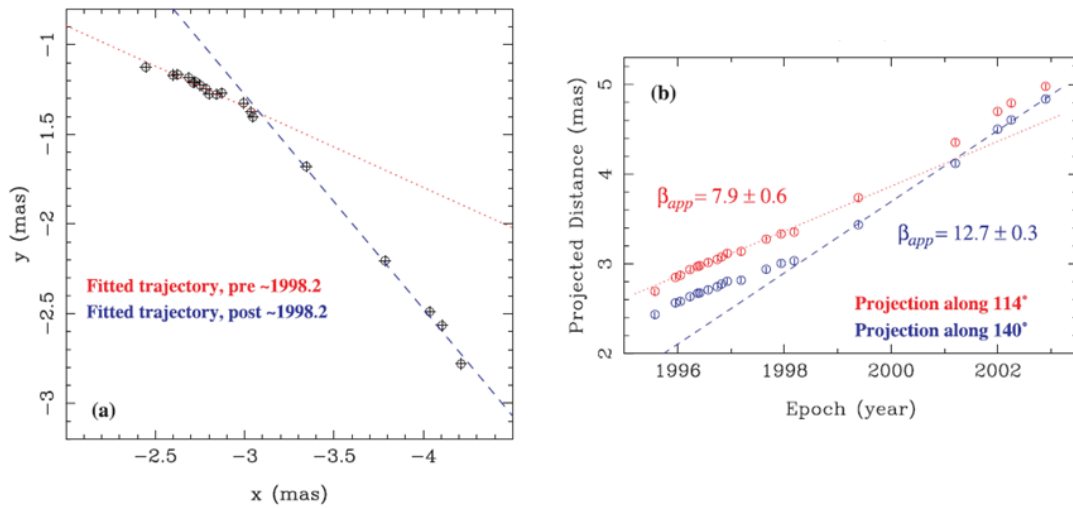 −1
−1.5
−2
−2.5
−3
y (mas)
Fitted trajectory, pre ~1998.2
Fitted trajectory, post ~1998.2
(a)
−2.5
−3
−3.5
−4
x (mas)
(b)
5
4
3
2
Projected Distance (mas)
βapp = 7.9 ± 0.6
βapp = 12.7 ± 0.3
Projection along 114°
Projection along 140°
1996
1998
2000
2002
Epoch (year)